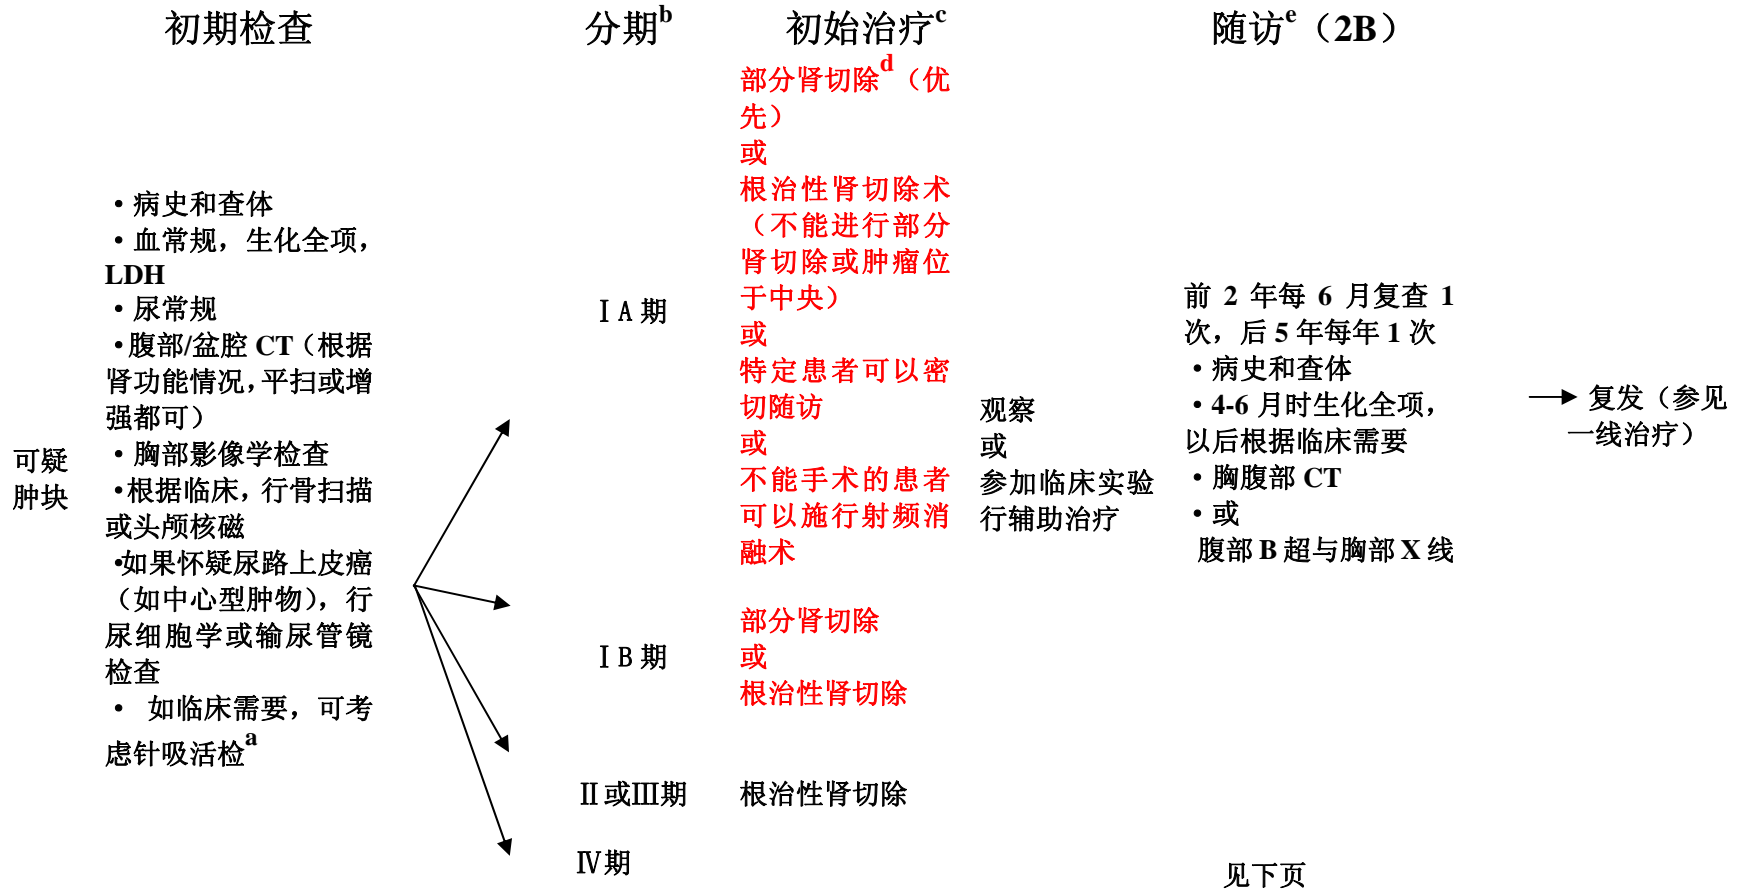 初期检查
分期b
初始治疗c
随访e（2B）
可疑
肿块
·病史和查体
·血常规，生化全项，
LDH
·尿常规
·腹部/盆腔 CT（根据
肾功能情况，平扫或增
强都可）
·胸部影像学检查
·根据临床，行骨扫描
或头颅核磁
·如果怀疑尿路上皮癌
（如中心型肿物），行
尿细胞学或输尿管镜
检查
· 如临床需要，可考
虑针吸活检a
ⅠA期
ⅠB期
Ⅱ或Ⅲ期
Ⅳ期
部分肾切除d（优
先）
或
根治性肾切除术
（不能进行部分
肾切除或肿瘤位
于中央）
或
特定患者可以密
切随访
或
不能手术的患者
可以施行射频消
融术
部分肾切除
或
根治性肾切除
根治性肾切除
观察
或
参加临床实验
行辅助治疗
前 2 年每 6 月复查 1
次，后 5 年每年 1 次
·病史和查体
·4-6 月时生化全项，
以后根据临床需要
·胸腹部 CT
·或
腹部 B 超与胸部 X 线
见下页
复发（参见
一线治疗）